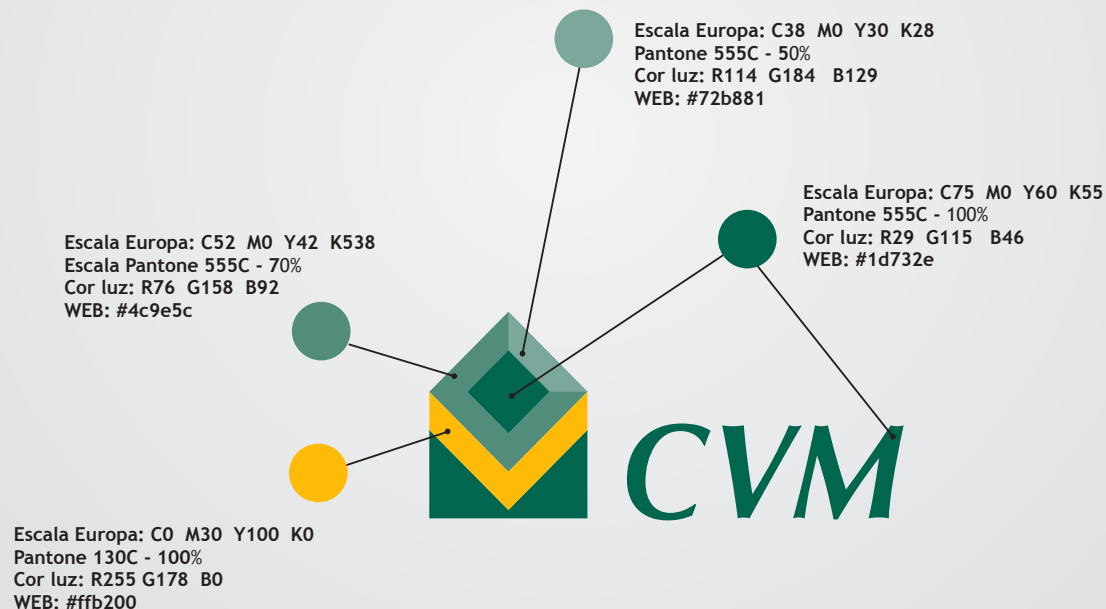 Escala Europa: C38 M0 Y30 K28
Pantone 555C - 50%
Cor luz: R114 G184 B129
WEB: #72b881
Escala Europa: C75 M0 Y60 K55
Pantone 555C - 100%
Cor luz: R29 G115 B46
WEB: #1d732e
Escala Europa: C52 M0 Y42 K538
Escala Pantone 555C - 70%
Cor luz: R76 G158 B92
WEB: #4c9e5c
CVM
Escala Europa: C0 M30 Y100 K0
Pantone 130C - 100%
Cor luz: R255 G178 B0
WEB: #ffb200